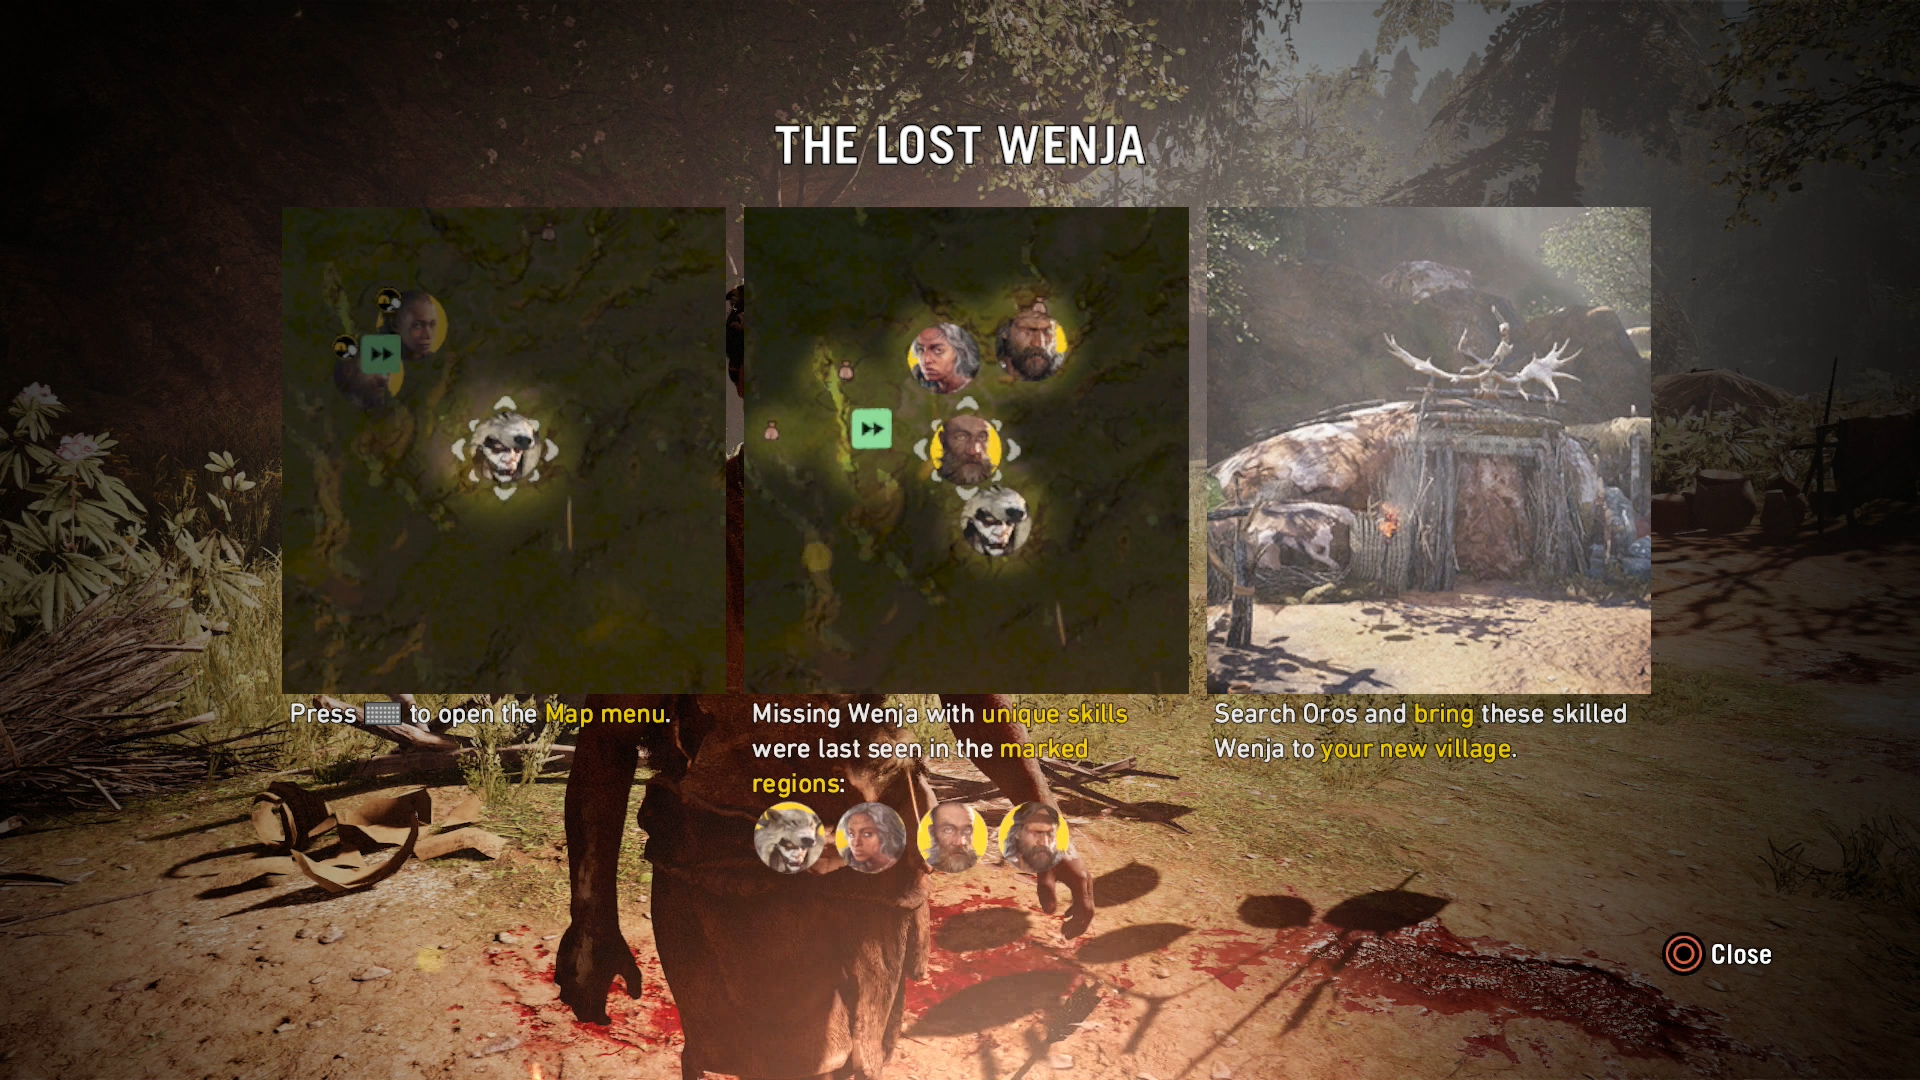 THE LOST WENJA
Press to open the Map menu.
Missing Wenja with unique skills
were last seen in the marked
regions:
Search Oros and bring these skilled
Wenja to your new village.
Close